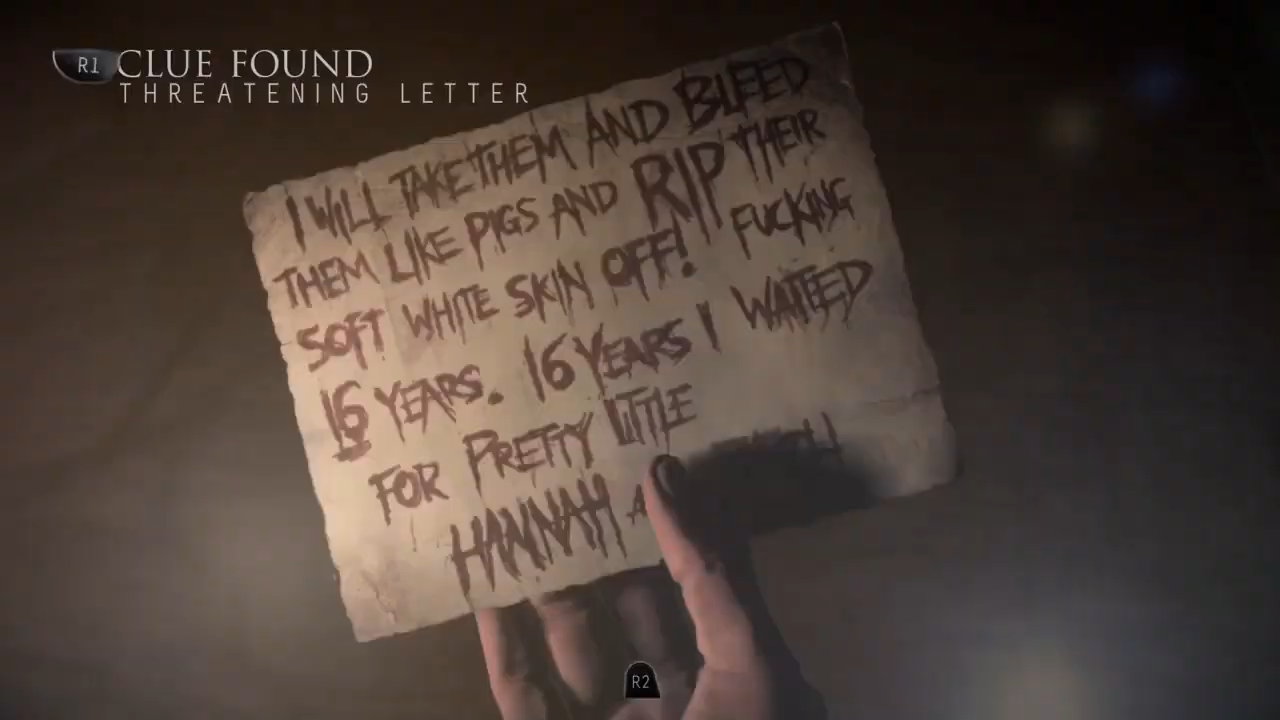 R1 CLUE FOUND
THREATENING LETTER
I WILL TAKE THEM AND BLEED
THEM LIKE PIGS AND RIP THEIR
SOFT WHITE SKIN OFF! FUCKING
16 YEARS. 16 YEARS I WAITED
FOR PRETTY LITTLE
HANNAH
R2